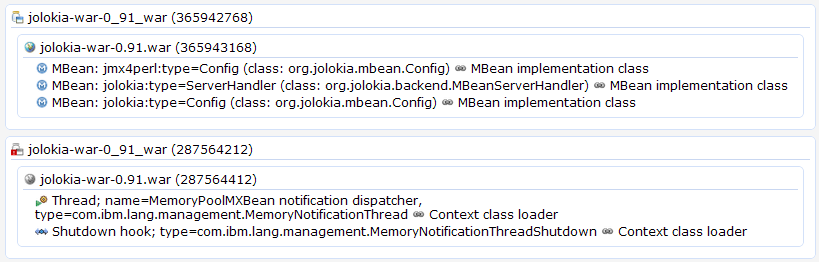 jolokia-war-0_91_war (365942768)
jolokia-war-0.91.war (365943168)
MBean: jmx4perl:type=Config (class: org.jolokia.mbean.Config) MBean implementation class
MBean: jolokia:type=ServerHandler (class: org.jolokia.backend.MBeanServerHandler) MBean implementation class
MBean: jolokia:type=Config (class: org.jolokia.mbean.Config) MBean implementation class
jolokia-war-0_91_war (287564212)
jolokia-war-0.91.war (287564412)
Thread; name=MemoryPoolMXBean notification dispatcher,
type=com.ibm.lang.management.MemoryNotificationThread Context class loader
Shutdown hook; type=com.ibm.lang.management.MemoryNotificationThreadShutdown Context class loader